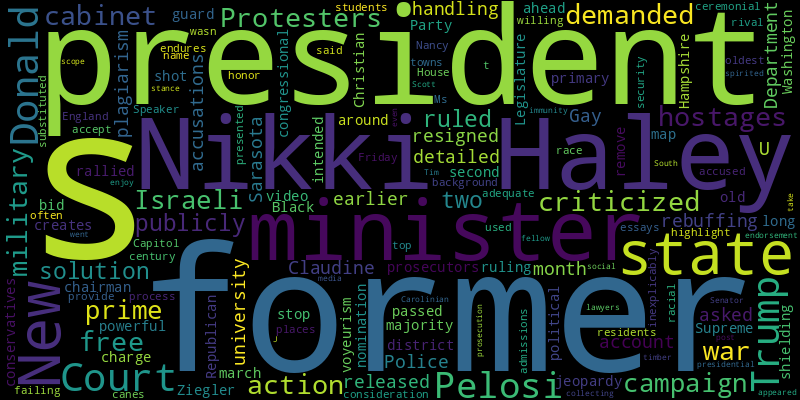 president
Nikki Haley
former
S
minister
state
New
Donald
Trump
Court
Pelosi
campaign
military
cabinet
guard
Protesters
handling
students
Party
ahead
willing
demanded
ceremonial
rival
Department
Washington
plagiarism
name
endures
wasn
shot
said
honor
accusations
congressional
Christian
Nancy
towns
House
t
Scott
oldest
spirited
primary
Hampshire
Legislature
security
scope
stance
substituted
England
accept
Speaker
Ms
immunity
hostages
ruled
resigned
detailed
second
around
intended
presented
Sarasota
Gay
race
map
remove
U
South
accused
rallied
Friday
seen
Tim
background
adequate
enjoy
Israeli
video
Black
earlier
two
criticized
old
rebuffing
long
take
bid
often
creates
went
publicly
Capitol
century
top
used
fellow
essays
highlight
endorsement
solution
chairman
provide
process
powerful
Claudine
prosecutors
ruling
month
social
media
inexplicably
asked
Supreme
shielding
conservatives
prime
free
charge
march
university
Republican
stop
places
j
voyeurism
nomination
passed
majority
district
Police
Carolinian
prosecution
admissions
political
lawyers
residents
racial
account
war
Senator
post
presidential
failing
canes
Ziegler
action
released
consideration
jeopardy
timber
collecting
appeared